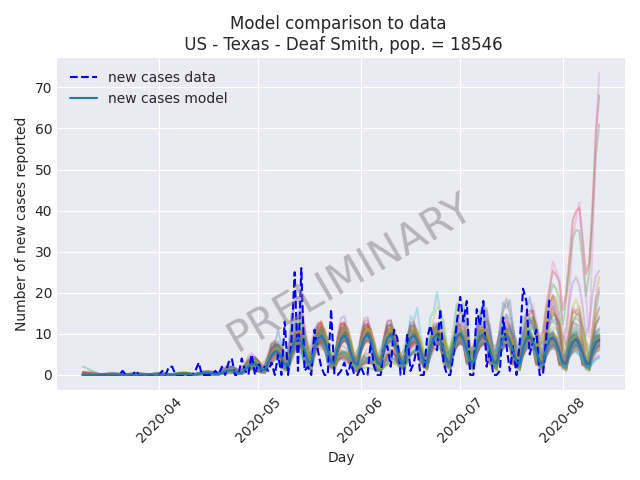 Model comparison to data
US - Texas - Deaf Smith, pop. = 18546
new cases data
new cases model
PRELIMINARY
Number of new cases reported
70
60
50
40
30
20
10
0
2020-04
2020-05
2020-06
2020-07
2020-08
Day